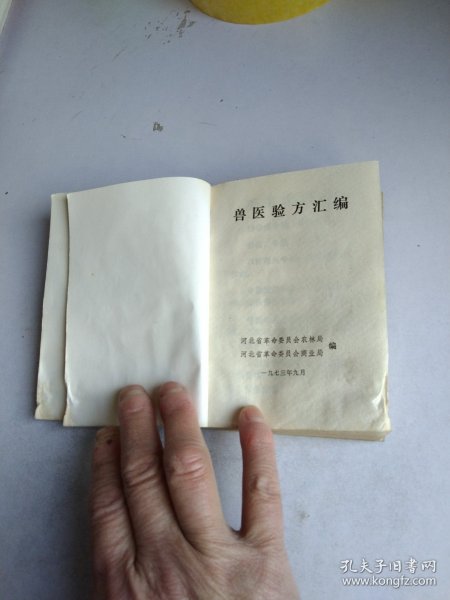 兽医验方汇编
河北省革命委员会农林局
河北省革命委员会商业局
编
一九七三年九月
孔夫子旧书网
www.kongfz.com